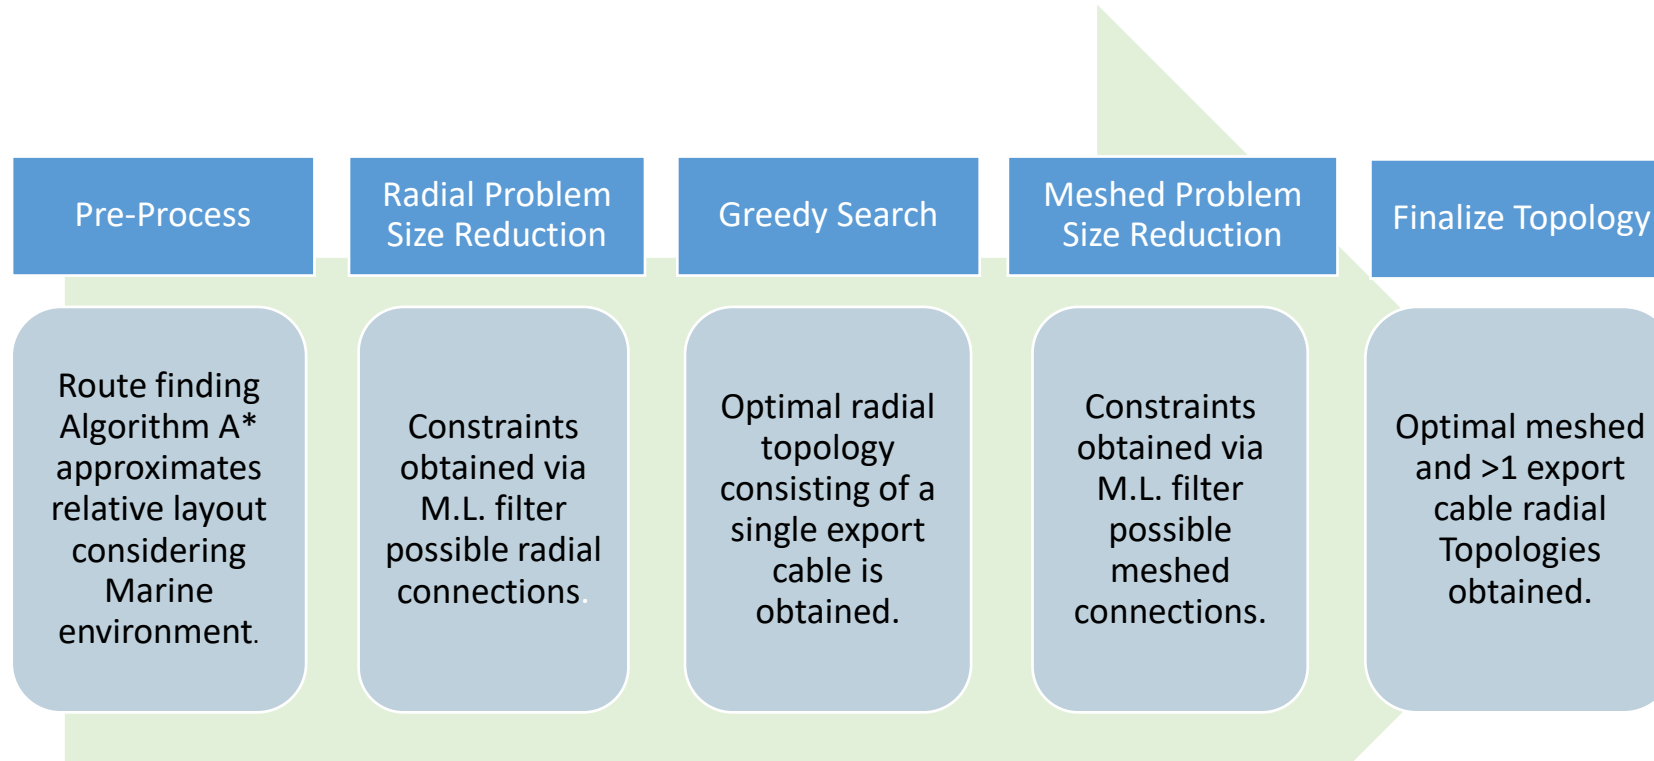 Pre-Process
Radial Problem
Size Reduction
Greedy Search
Meshed Problem
Size Reduction
Finalize Topology
Route finding
Algorithm A*
approximates
relative layout
considering
Marine
environment.
Constraints
obtained via
M.L. filter
possible radial
connections.
Optimal radial
topology
consisting of a
single export
cable is
obtained.
Constraints
obtained via
M.L. filter
possible
meshed
connections.
Optimal meshed
and >1 export
cable radial
Topologies
obtained.